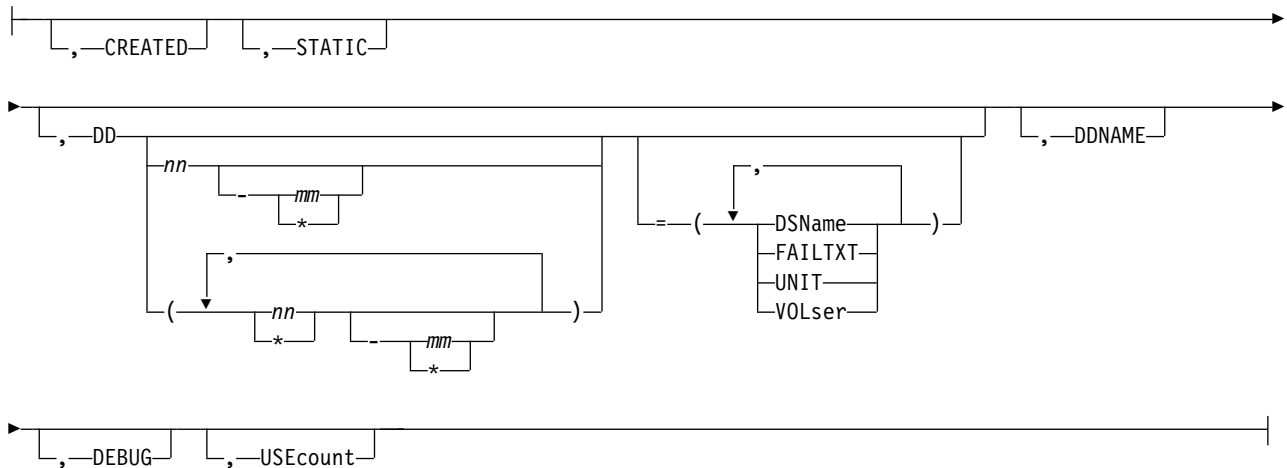 , CREATED , STATIC
, DD , DDNAME
nn
- mm ,
* =( DSName )
FAILTXT
, UNIT
( nn - mm ) VOLser
* *
, DEBUG , USEcount